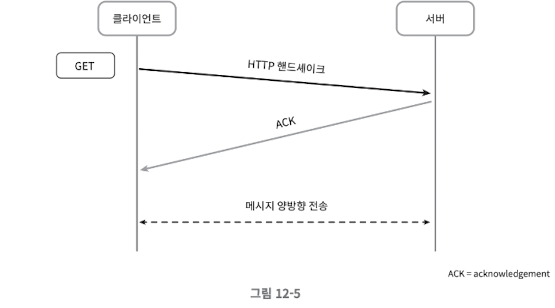 클라이언트
서버
GET
HTTP 핸드셰이크
ACK
메시지 양방향 전송
ACK = acknowledgement
그림 12-5